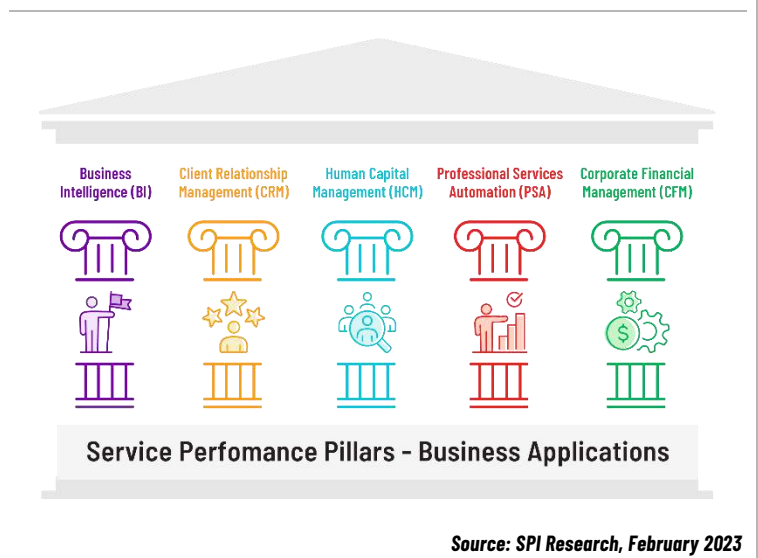 Business
Intelligence (BI)
Client Relationship
Management (CRM)
Human Capital
Management (HCM)
Professional Services
Automation (PSA)
Corporate Financial
Management (CFM)
$
Service Perfomance Pillars - Business Applications
Source: SPI Research, February 2023